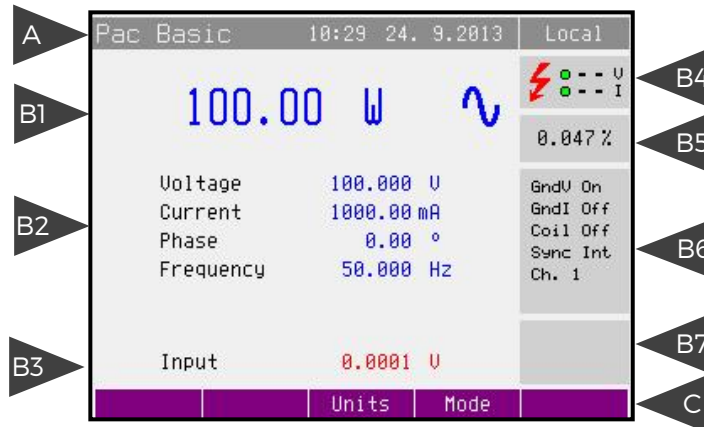 A
Pac Basic 10:29 24. 9.2013 Local
B1
100.00 W
-- V
-- I
B4
0.047 %
B5
B2
Voltage 100.000 V
Current 1000.00 mA
Phase 0.00 °
Frequency 50.000 Hz
GndV On
GndI Off
Coil Off
Sync Int
Ch. 1
B6
B7
B3
Input 0.0001 V
Units Mode
C